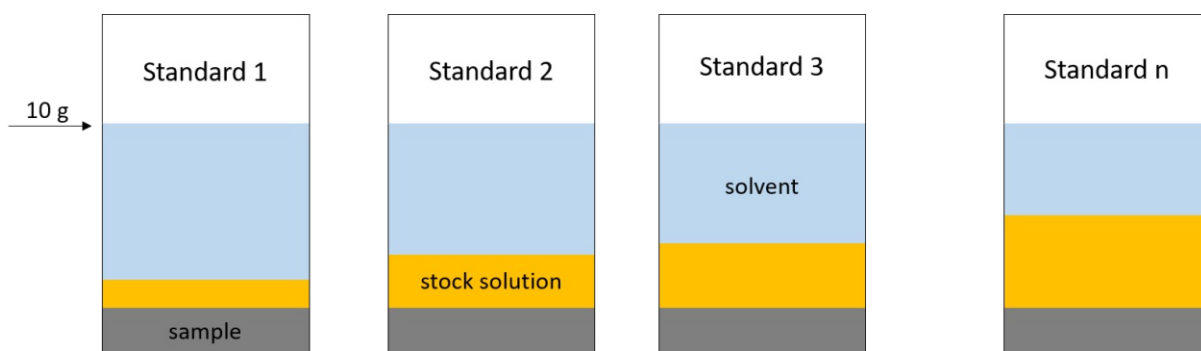 Standard 1
Standard 2
Standard 3
Standard n
10 g
solvent
stock solution
sample